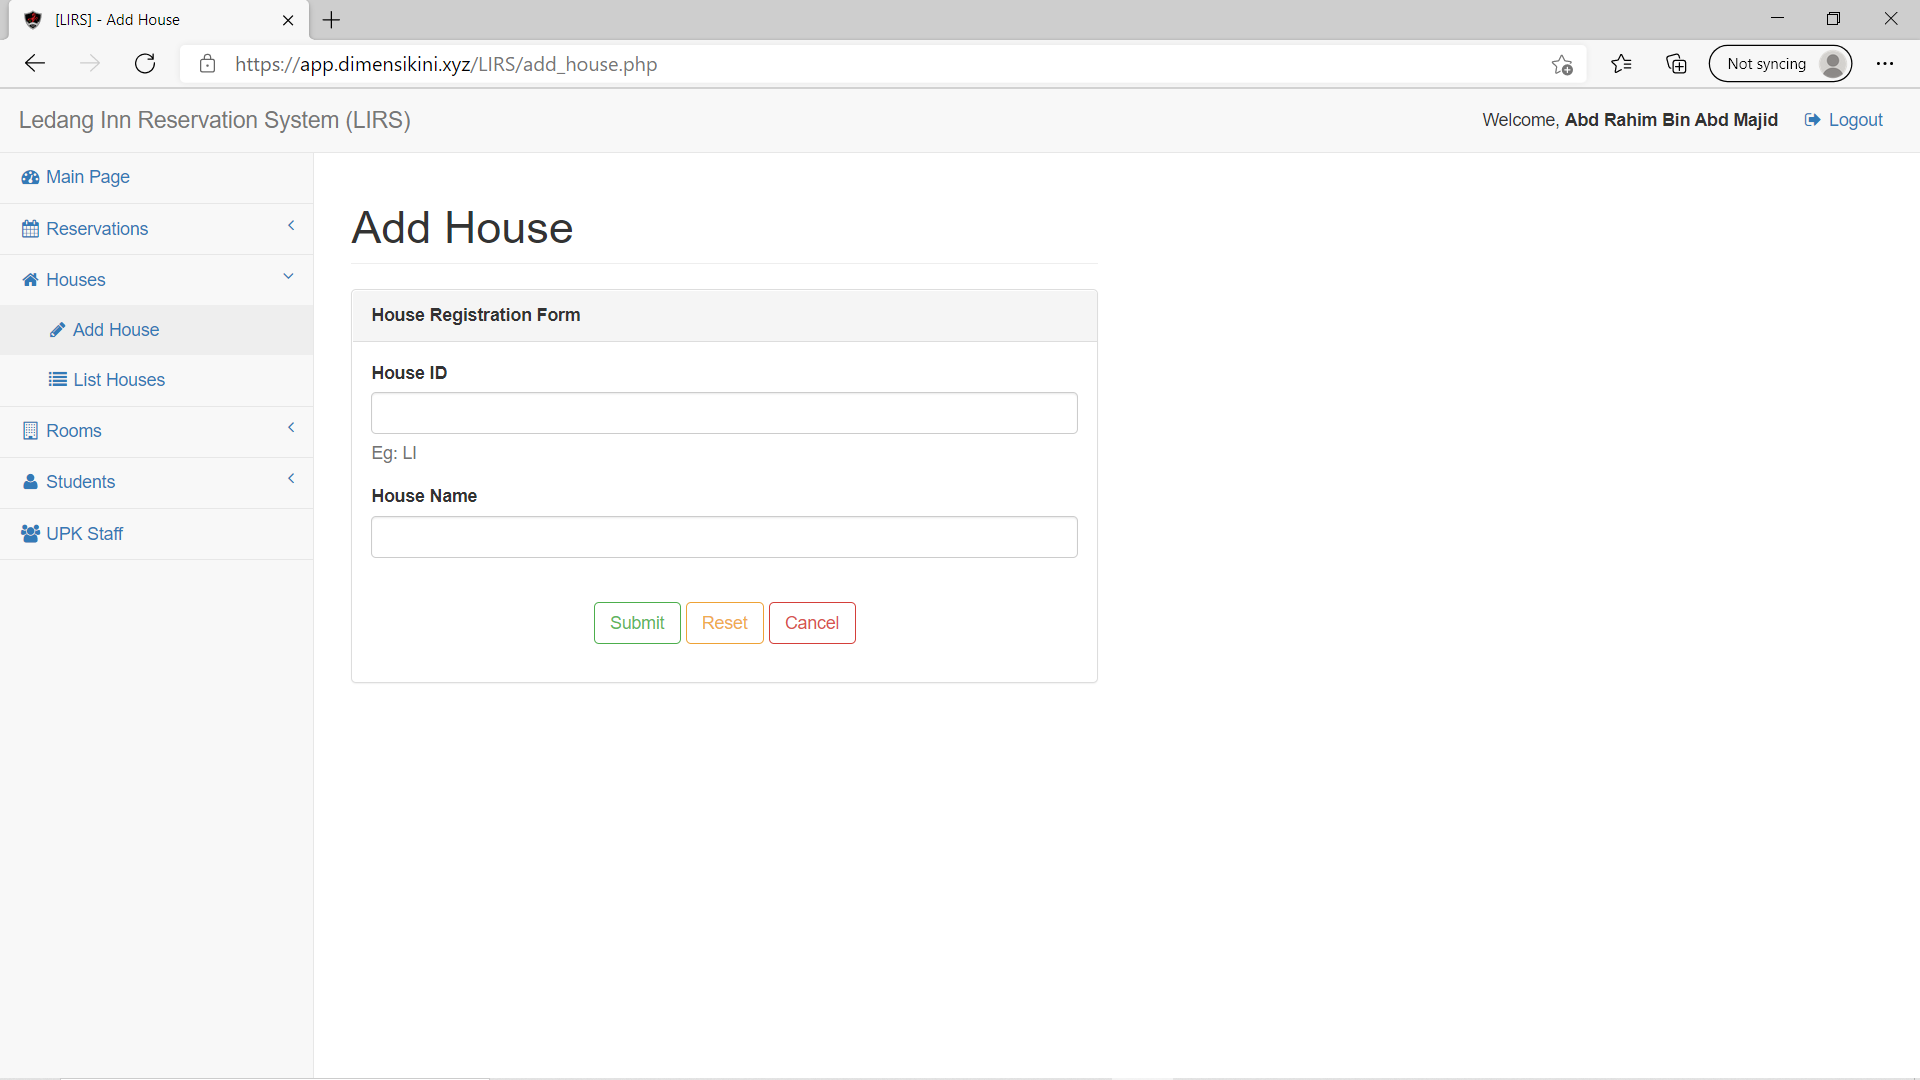 [LIRS] - Add House
https://app.dimensikini.xyz/LIRS/add_house.php
Not syncing
Ledang Inn Reservation System (LIRS)
Welcome, Abd Rahim Bin Abd Majid
Logout
Main Page
Reservations
Houses
Add House
List Houses
Rooms
Students
UPK Staff
Add House
House Registration Form
House ID
Eg: LI
House Name
Submit
Reset
Cancel